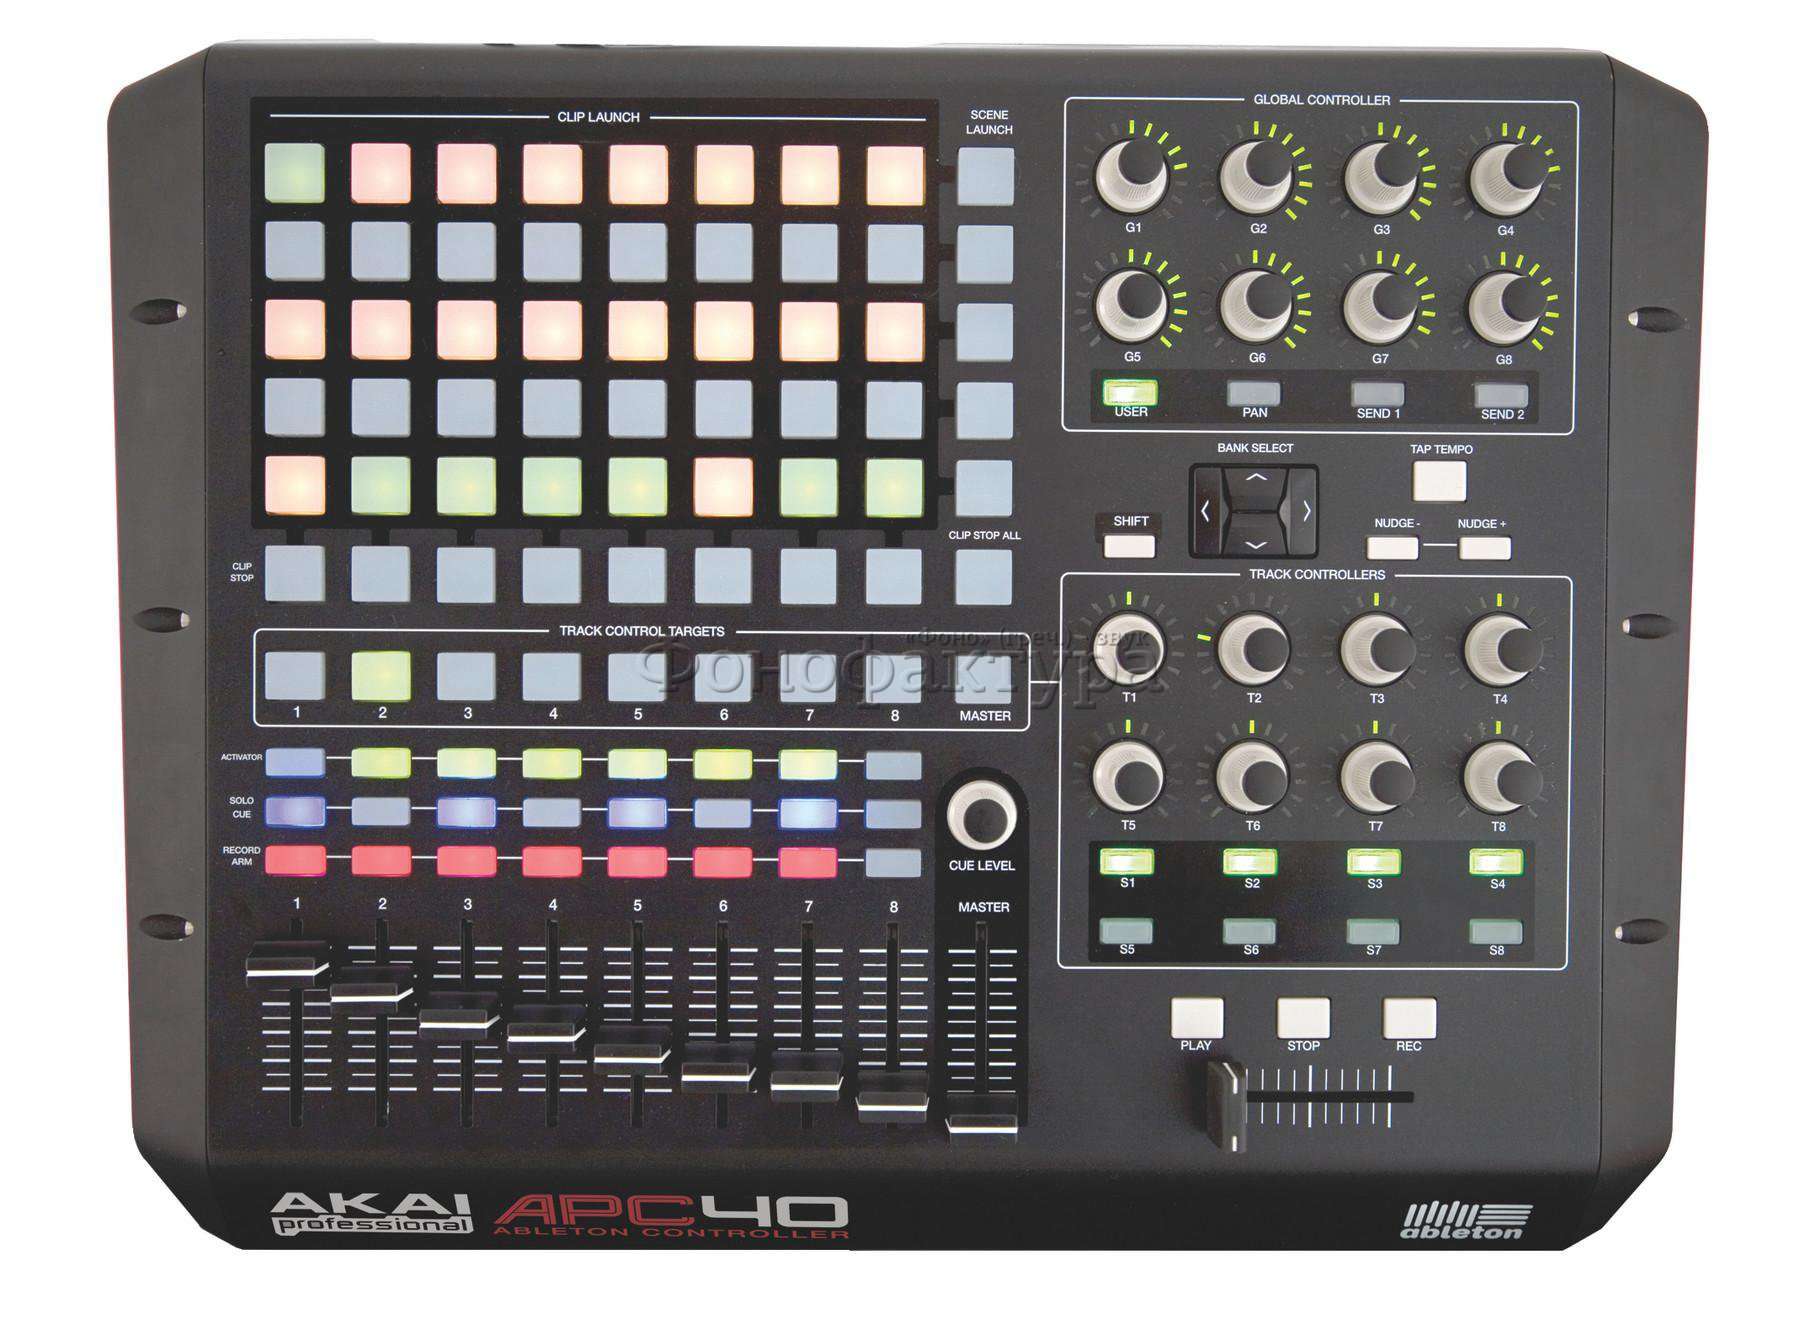 CLIP LAUNCH
SCENE
LAUNCH
GLOBAL CONTROLLER
G1 G2 G3 G4
G5 G6 G7 G8
USER PAN SEND 1 SEND 2
BANK SELECT
TAP TEMPO
SHIFT
NUDGE - NUDGE +
CLIP STOP ALL
CLIP
STOP
TRACK CONTROL TARGETS
1 2 3 4 5 6 7 8 MASTER
TRACK CONTROLLERS
T1 T2 T3 T4
T5 T6 T7 T8
S1 S2 S3 S4
S5 S6 S7 S8
«Фоно» (греч.) звук
Фонофактура
ACTIVATOR
SOLO
CUE
RECORD
ARM
CUE LEVEL
1 2 3 4 5 6 7 8 MASTER
PLAY STOP REC
AKAI
professional
APC40
ABLETON CONTROLLER
ableton